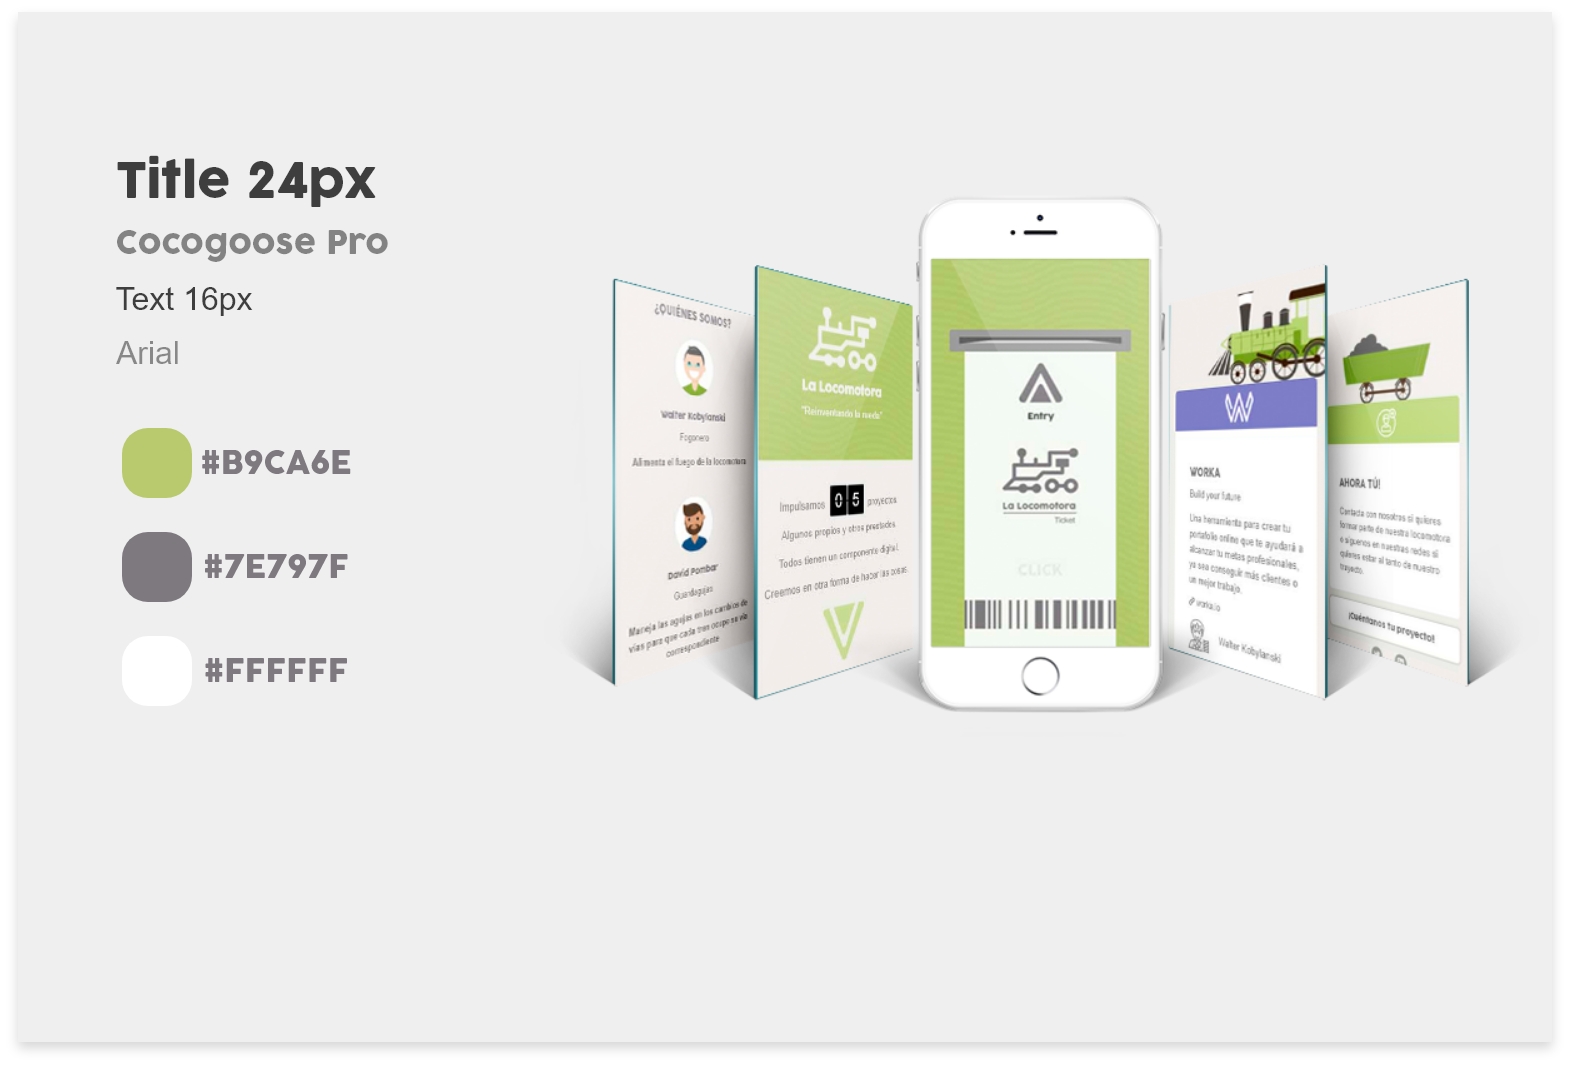 Title 24px
Cocogoose Pro
Text 16px
Arial
#B9CA6E
#7E797F
#FFFFFF
¿QUIÉNES SOMOS?
Walter Kobylanski
Fogonero
Alimenta el fuego de la locomotora
David Pombar
Guardagujas
Maneja las agujas en los cambios de
vías para que cada tren ocupe su vía
correspondiente
La Locomotora
"Reinventando la rueda"
Impulsamos 05 proyectos
Algunos propios y otros prestados
Todos tienen un componente digital.
Creemos en otra forma de hacer las cosas.
Entry
La Locomotora
Ticket
CLICK
WORKA
Build your future
Una herramienta para crear tu
portafolio online que te ayudará a
alcanzar tu metas profesionales,
ya sea conseguir más clientes o
un mejor trabajo.
worka.io
Walter Kobylanski
AHORA TÚ!
Contacta con nosotros si quieres
formar parte de nuestra locomotora
o síguenos en nuestras redes si
quieres estar al tanto de nuestro
trayecto.
¡Cuéntanos tu proyecto!